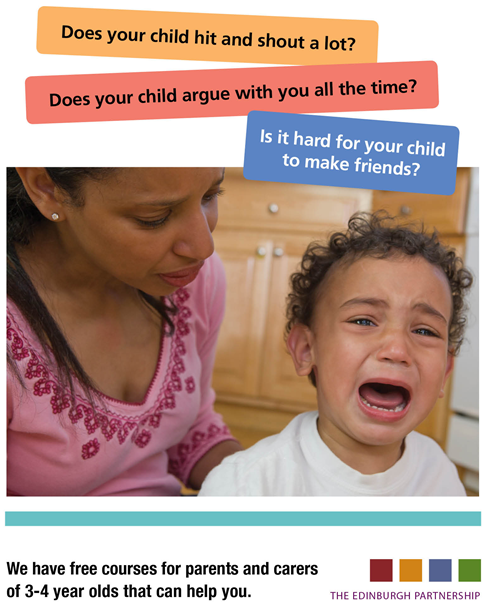 Does your child hit and shout a lot?
Does your child argue with you all the time?
Is it hard for your child
to make friends?
We have free courses for parents and carers
of 3-4 year olds that can help you.
THE EDINBURGH PARTNERSHIP